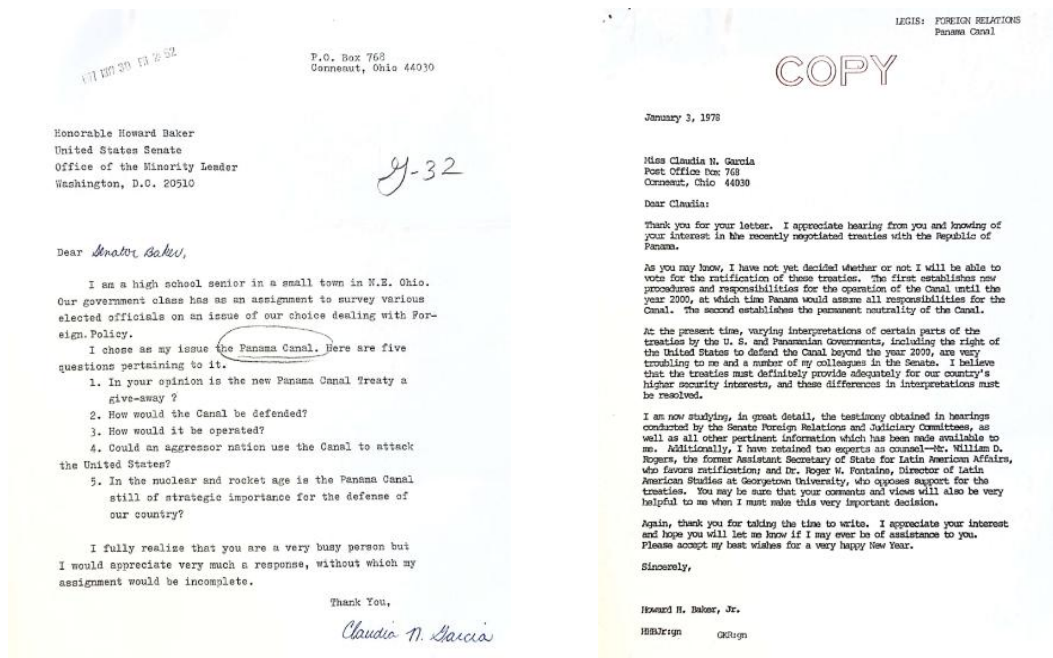 P.O. Box 768
Conneaut, Ohio 44030
Honorable Howard Baker
United States Senate
Office of the Minority Leader
Washington, D.C. 20510
G-32
Dear Senator Baker,
I am a high school senior in a small town in N.E. Ohio.
Our government class has as an assignment to survey various
elected officials on an issue of our choice dealing with For-
eign Policy.
I chose as my issue the Panama Canal. Here are five
questions pertaining to it.
1. In your opinion is the new Panama Canal Treaty a
give-away ?
2. How would the Canal be defended?
3. How would it be operated?
4. Could an aggressor nation use the Canal to attack
the United States?
5. In the nuclear and rocket age is the Panama Canal
still of strategic importance for the defense of
our country?
I fully realize that you are a very busy person but
I would appreciate very much a response, without which my
assignment would be incomplete.
Thank You,
Claudia N. Garcia
LEGIS: FOREIGN RELATIONS
Panama Canal
COPY
January 3, 1978
Miss Claudia N. Garcia
Post Office Box 768
Conneaut, Ohio 44030
Dear Claudia:
Thank you for your letter. I appreciate hearing from you and knowing of
your interest in the recently negotiated treaties with the Republic of
Panama.
As you may know, I have not yet decided whether or not I will be able to
vote for the ratification of these treaties. The first establishes new
procedures and responsibilities for the operation of the Canal until the
year 2000, at which time Panama would assume all responsibilities for the
Canal. The second establishes the permanent neutrality of the Canal.
At the present time, varying interpretations of certain parts of the
treaties by the U. S. and Panamanian Governments, including the right of
the United States to defend the Canal beyond the year 2000, are very
troubling to me and a number of my colleagues in the Senate. I believe
that the treaties must definitely provide adequately for our country's
higher security interests, and these differences in interpretations must
be resolved.
I am now studying, in great detail, the testimony obtained in hearings
conducted by the Senate Foreign Relations and Judiciary Committees, as
well as all other pertinent information which has been made available to
me. Additionally, I have retained two experts as counsel—Mr. William D.
Rogers, the former Assistant Secretary of State for Latin American Affairs,
who favors ratification; and Dr. Roger W. Fontaine, Director of Latin
American Studies at Georgetown University, who opposes support for the
treaties. You may be sure that your comments and views will also be very
helpful to me when I must make this very important decision.
Again, thank you for taking the time to write. I appreciate your interest
and hope you will let me know if I may ever be of assistance to you.
Please accept my best wishes for a very happy New Year.
Sincerely,
Howard H. Baker, Jr.
HHBJr:gn GKR:gn